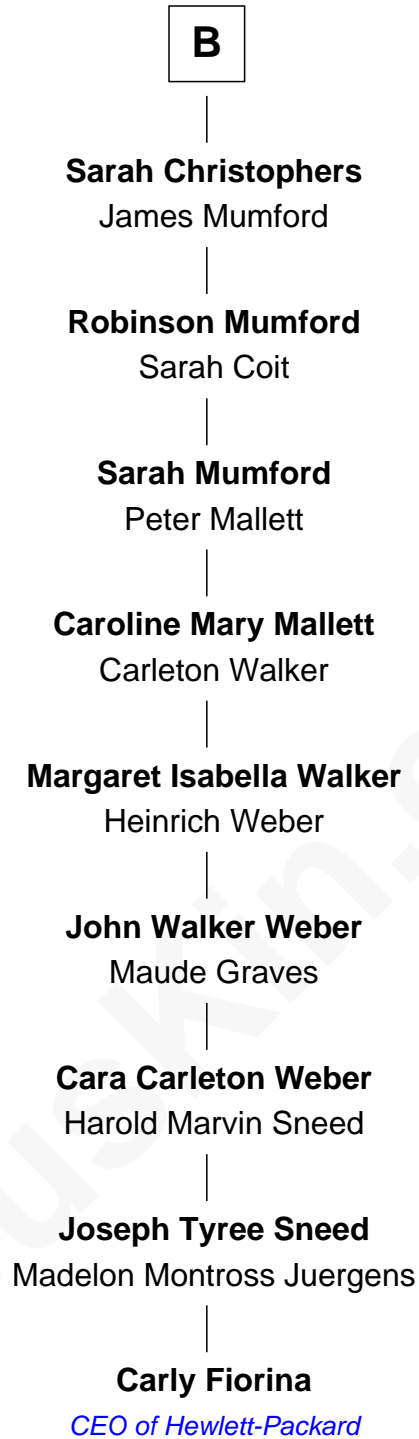 B
Sarah Christophers
James Mumford
Robinson Mumford
Sarah Coit
Sarah Mumford
Peter Mallett
Caroline Mary Mallett
Carleton Walker
Margaret Isabella Walker
Heinrich Weber
John Walker Weber
Maude Graves
Cara Carleton Weber
Harold Marvin Sneed
Joseph Tyree Sneed
Madelon Montross Juergens
Carly Fiorina
CEO of Hewlett-Packard